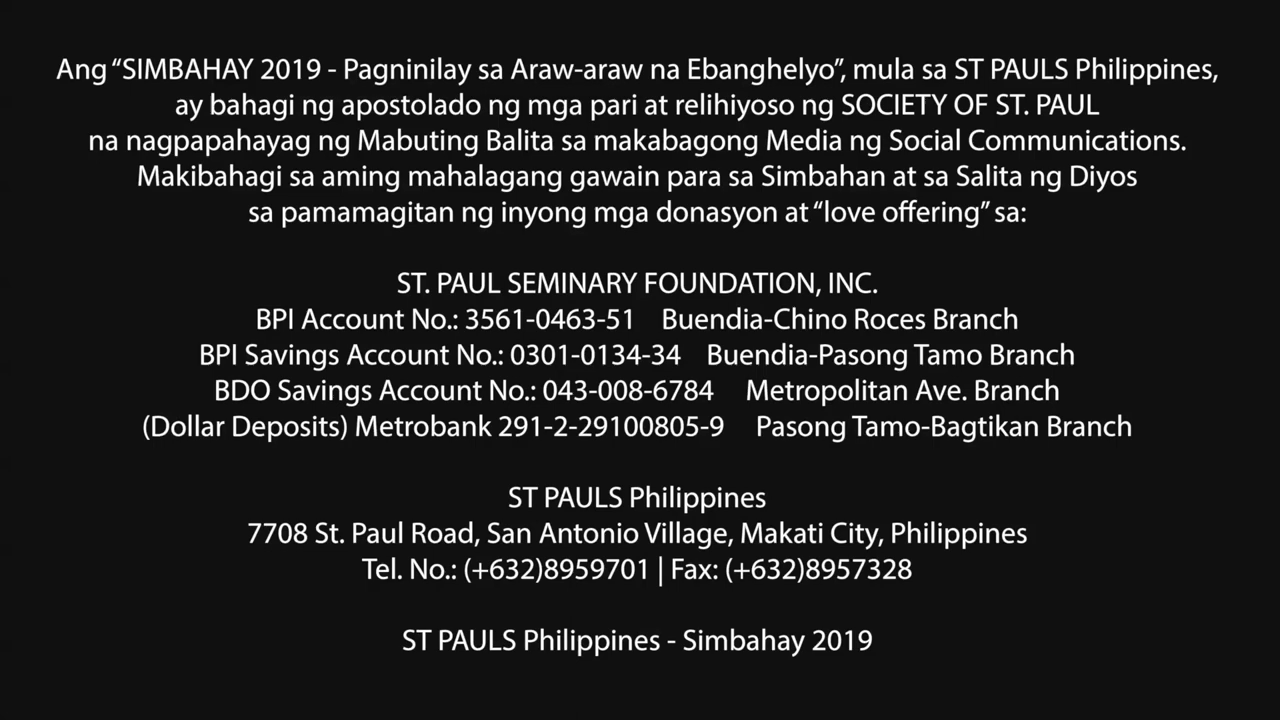 Ang “SIMBAHAY 2019 - Pagninilay sa Araw-araw na Ebanghelyo”, mula sa ST PAULS Philippines,
ay bahagi ng apostolado ng mga pari at relihiyoso ng SOCIETY OF ST. PAUL
na nagpapahayag ng Mabuting Balita sa makabagong Media ng Social Communications.
Makibahagi sa aming mahalagang gawain para sa Simbahan at sa Salita ng Diyos
sa pamamagitan ng inyong mga donasyon at “love offering” sa:
ST. PAUL SEMINARY FOUNDATION, INC.
BPI Account No.: 3561-0463-51 Buendia-Chino Roces Branch
BPI Savings Account No.: 0301-0134-34 Buendia-Pasong Tamo Branch
BDO Savings Account No.: 043-008-6784 Metropolitan Ave. Branch
(Dollar Deposits) Metrobank 291-2-29100805-9 Pasong Tamo-Bagtikan Branch
ST PAULS Philippines
7708 St. Paul Road, San Antonio Village, Makati City, Philippines
Tel. No.: (+632)8959701 | Fax: (+632)8957328
ST PAULS Philippines - Simbahay 2019